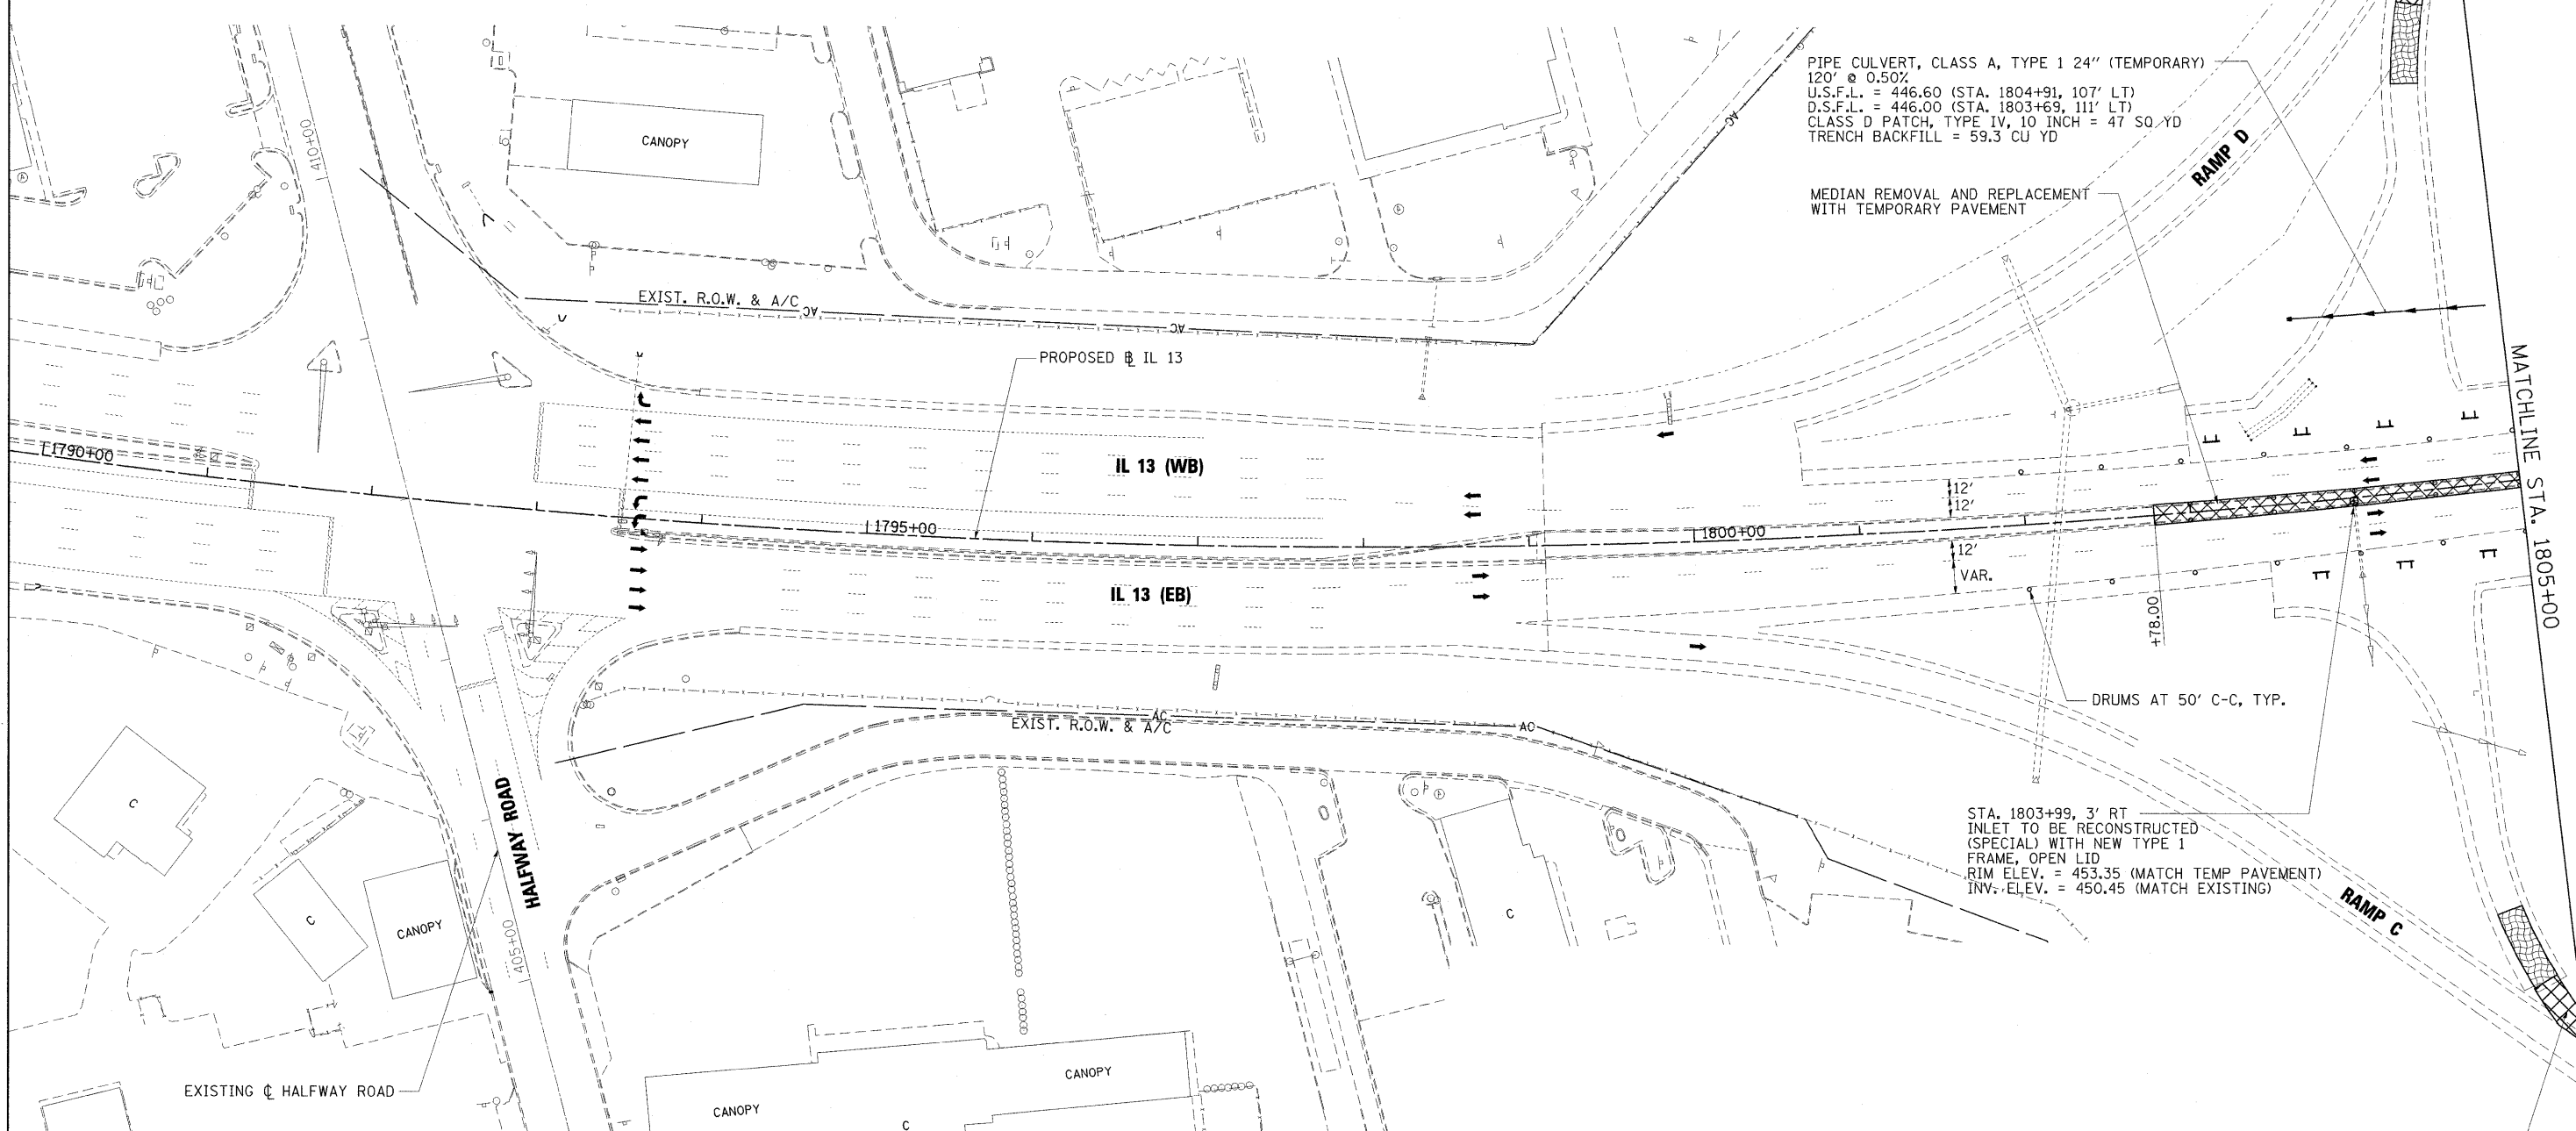 PIPE CULVERT, CLASS A, TYPE 1 24" (TEMPORARY)
120' @ 0.50%
U.S.F.L. = 446.60 (STA. 1804+91, 107' LT)
D.S.F.L. = 446.00 (STA. 1803+69, 111' LT)
CLASS D PATCH, TYPE IV, 10 INCH = 47 SQ YD
TRENCH BACKFILL = 59.3 CU YD
MEDIAN REMOVAL AND REPLACEMENT
WITH TEMPORARY PAVEMENT
RAMP D
410+00
CANOPY
AC
EXIST. R.O.W. & A/C
AC
AC
PROPOSED ℄ IL 13
MATCHLINE STA. 1805+00
1790+00
IL 13 (WB)
12'
12'
1795+00
1800+00
12'
VAR.
IL 13 (EB)
+78.00
DRUMS AT 50' C-C, TYP.
AC
EXIST. R.O.W. & A/C
AC
HALFWAY ROAD
405+00
C
C
CANOPY
C
STA. 1803+99, 3' RT
INLET TO BE RECONSTRUCTED
(SPECIAL) WITH NEW TYPE 1
FRAME, OPEN LID
RIM ELEV. = 453.35 (MATCH TEMP PAVEMENT)
INV. ELEV. = 450.45 (MATCH EXISTING)
RAMP C
EXISTING ℄ HALFWAY ROAD
CANOPY
CANOPY
C